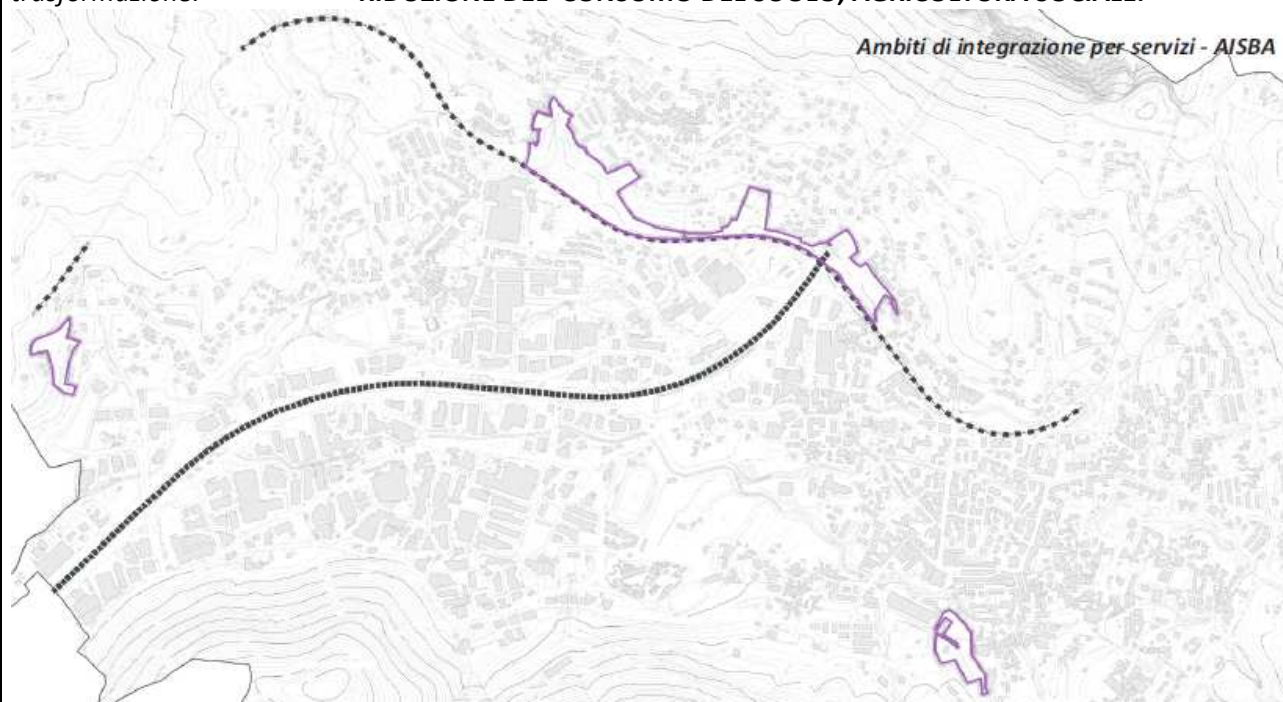 trasformazione.
RIDUZIONE DEL CONSUMO DEL SUOLO, AGRICOLTURA SOCIALE.
Ambiti di integrazione per servizi - AISBA